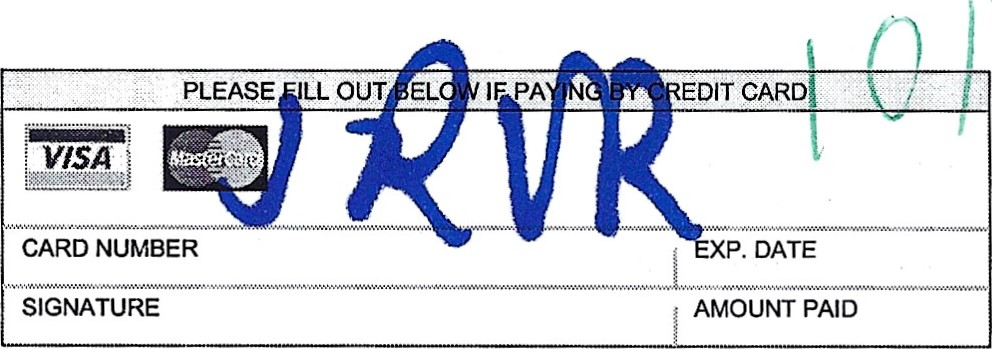 101
PLEASE FILL OUT BELOW IF PAYING BY CREDIT CARD
VISA MasterCard
JRVR
CARD NUMBER EXP. DATE
SIGNATURE AMOUNT PAID